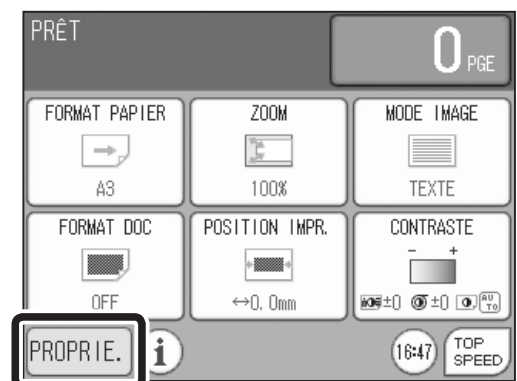 PRÊT
0 PGE
FORMAT PAPIER
A3
ZOOM
100%
MODE IMAGE
TEXTE
FORMAT DOC
OFF
POSITION IMPR.
↔0. 0mm
CONTRASTE
- +
±0 ±0 AUTO
PROPRIE.
i
16:47
TOP
SPEED